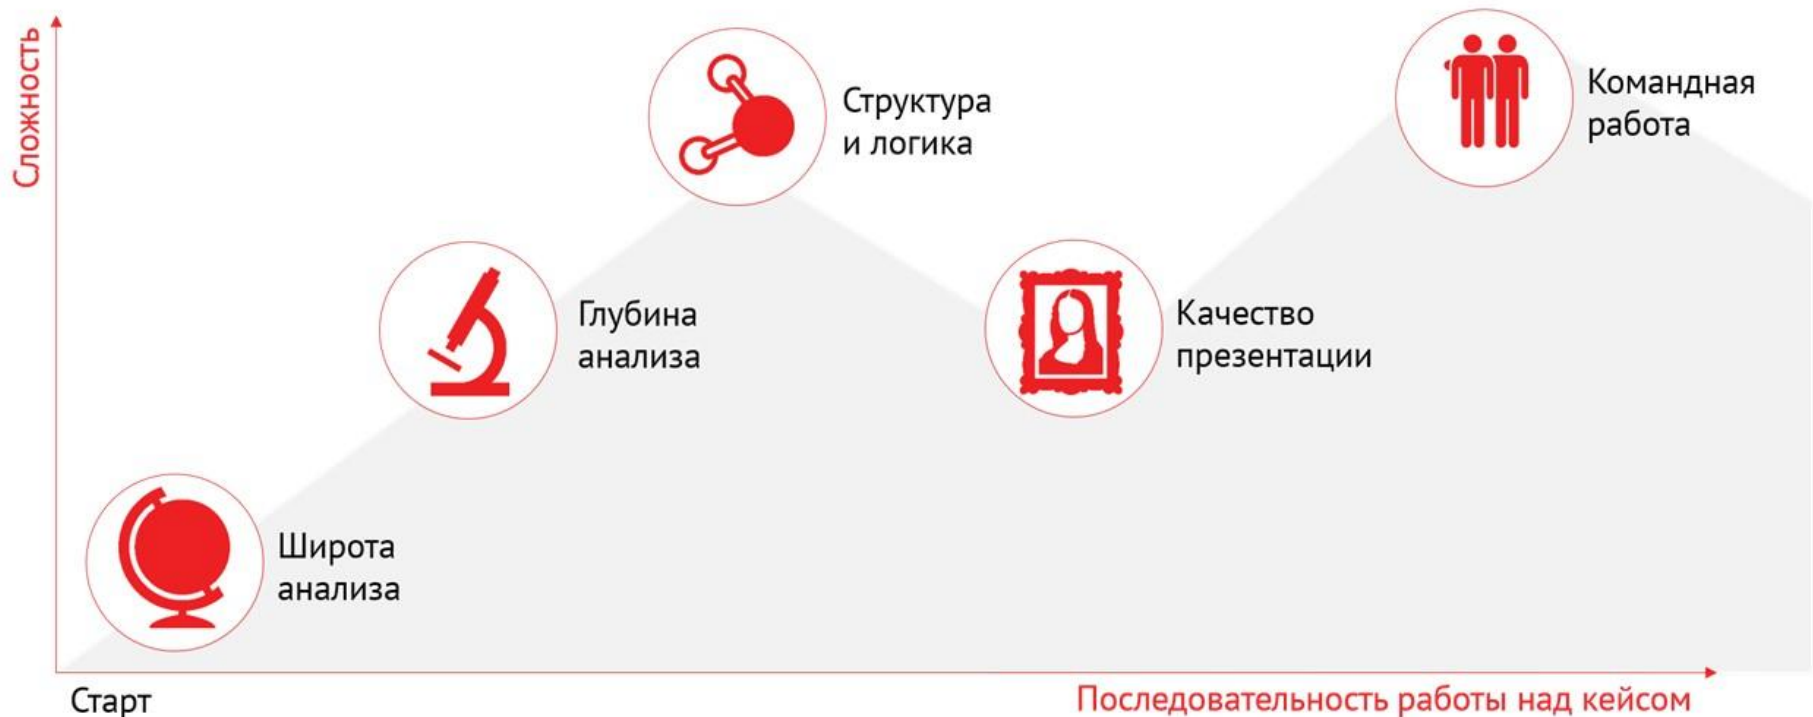 Сложность
Структура
и логика
Командная
работа
Глубина
анализа
Качество
презентации
Широта
анализа
Старт
Последовательность работы над кейсом